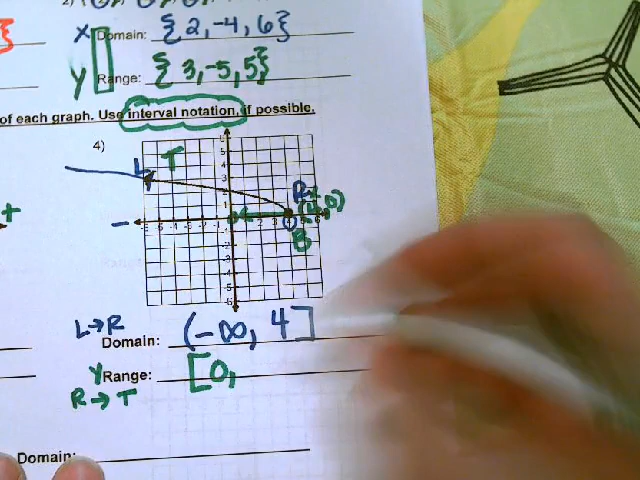 x Domain: {2,-4,6}
y Range: {3,-5,5}
of each graph. Use interval notation, if possible.
4)
L T
R
(4,0)
B
+
−
L→R
Domain: (-∞, 4]
y Range: [0,
R → T
Domain: